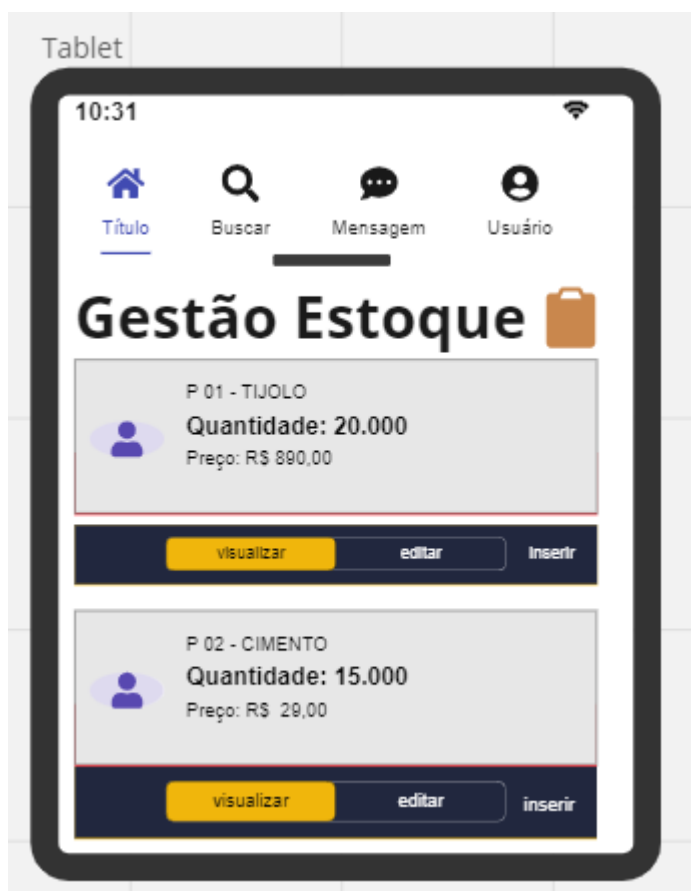 Tablet
10:31
Título Buscar Mensagem Usuário
Gestão Estoque
P 01 - TIJOLO
Quantidade: 20.000
Preço: R$ 890,00
visualizar editar Inserir
P 02 - CIMENTO
Quantidade: 15.000
Preço: R$ 29,00
visualizar editar inserir